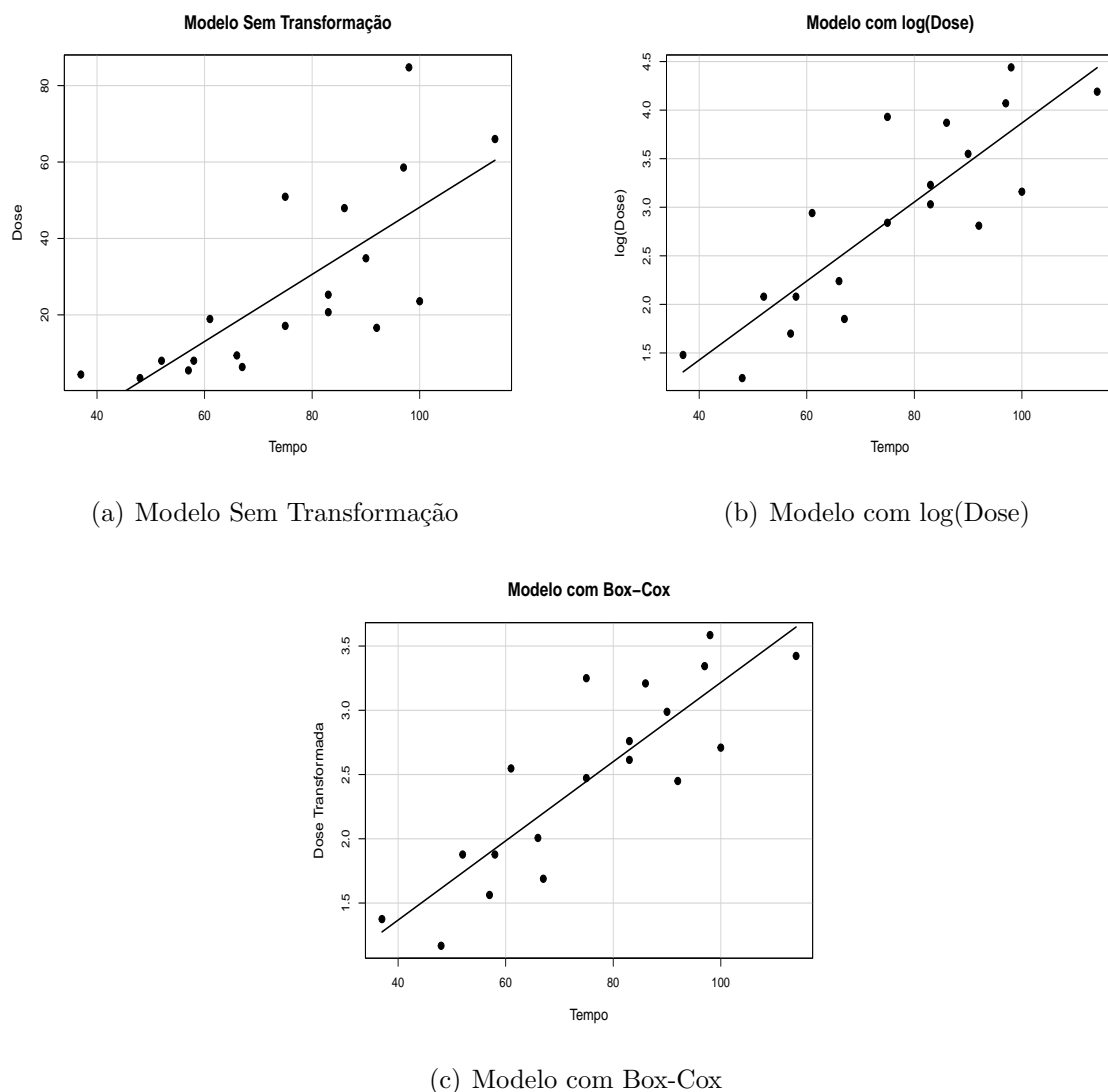 Modelo Sem Transformação
80
60
40
20
Dose
40 60 80 100
Tempo
(a) Modelo Sem Transformação
Modelo com log(Dose)
4.5
4.0
3.5
3.0
2.5
2.0
1.5
log(Dose)
40 60 80 100
Tempo
(b) Modelo com log(Dose)
Modelo com Box−Cox
3.5
3.0
2.5
2.0
1.5
Dose Transformada
40 60 80 100
Tempo
(c) Modelo com Box-Cox